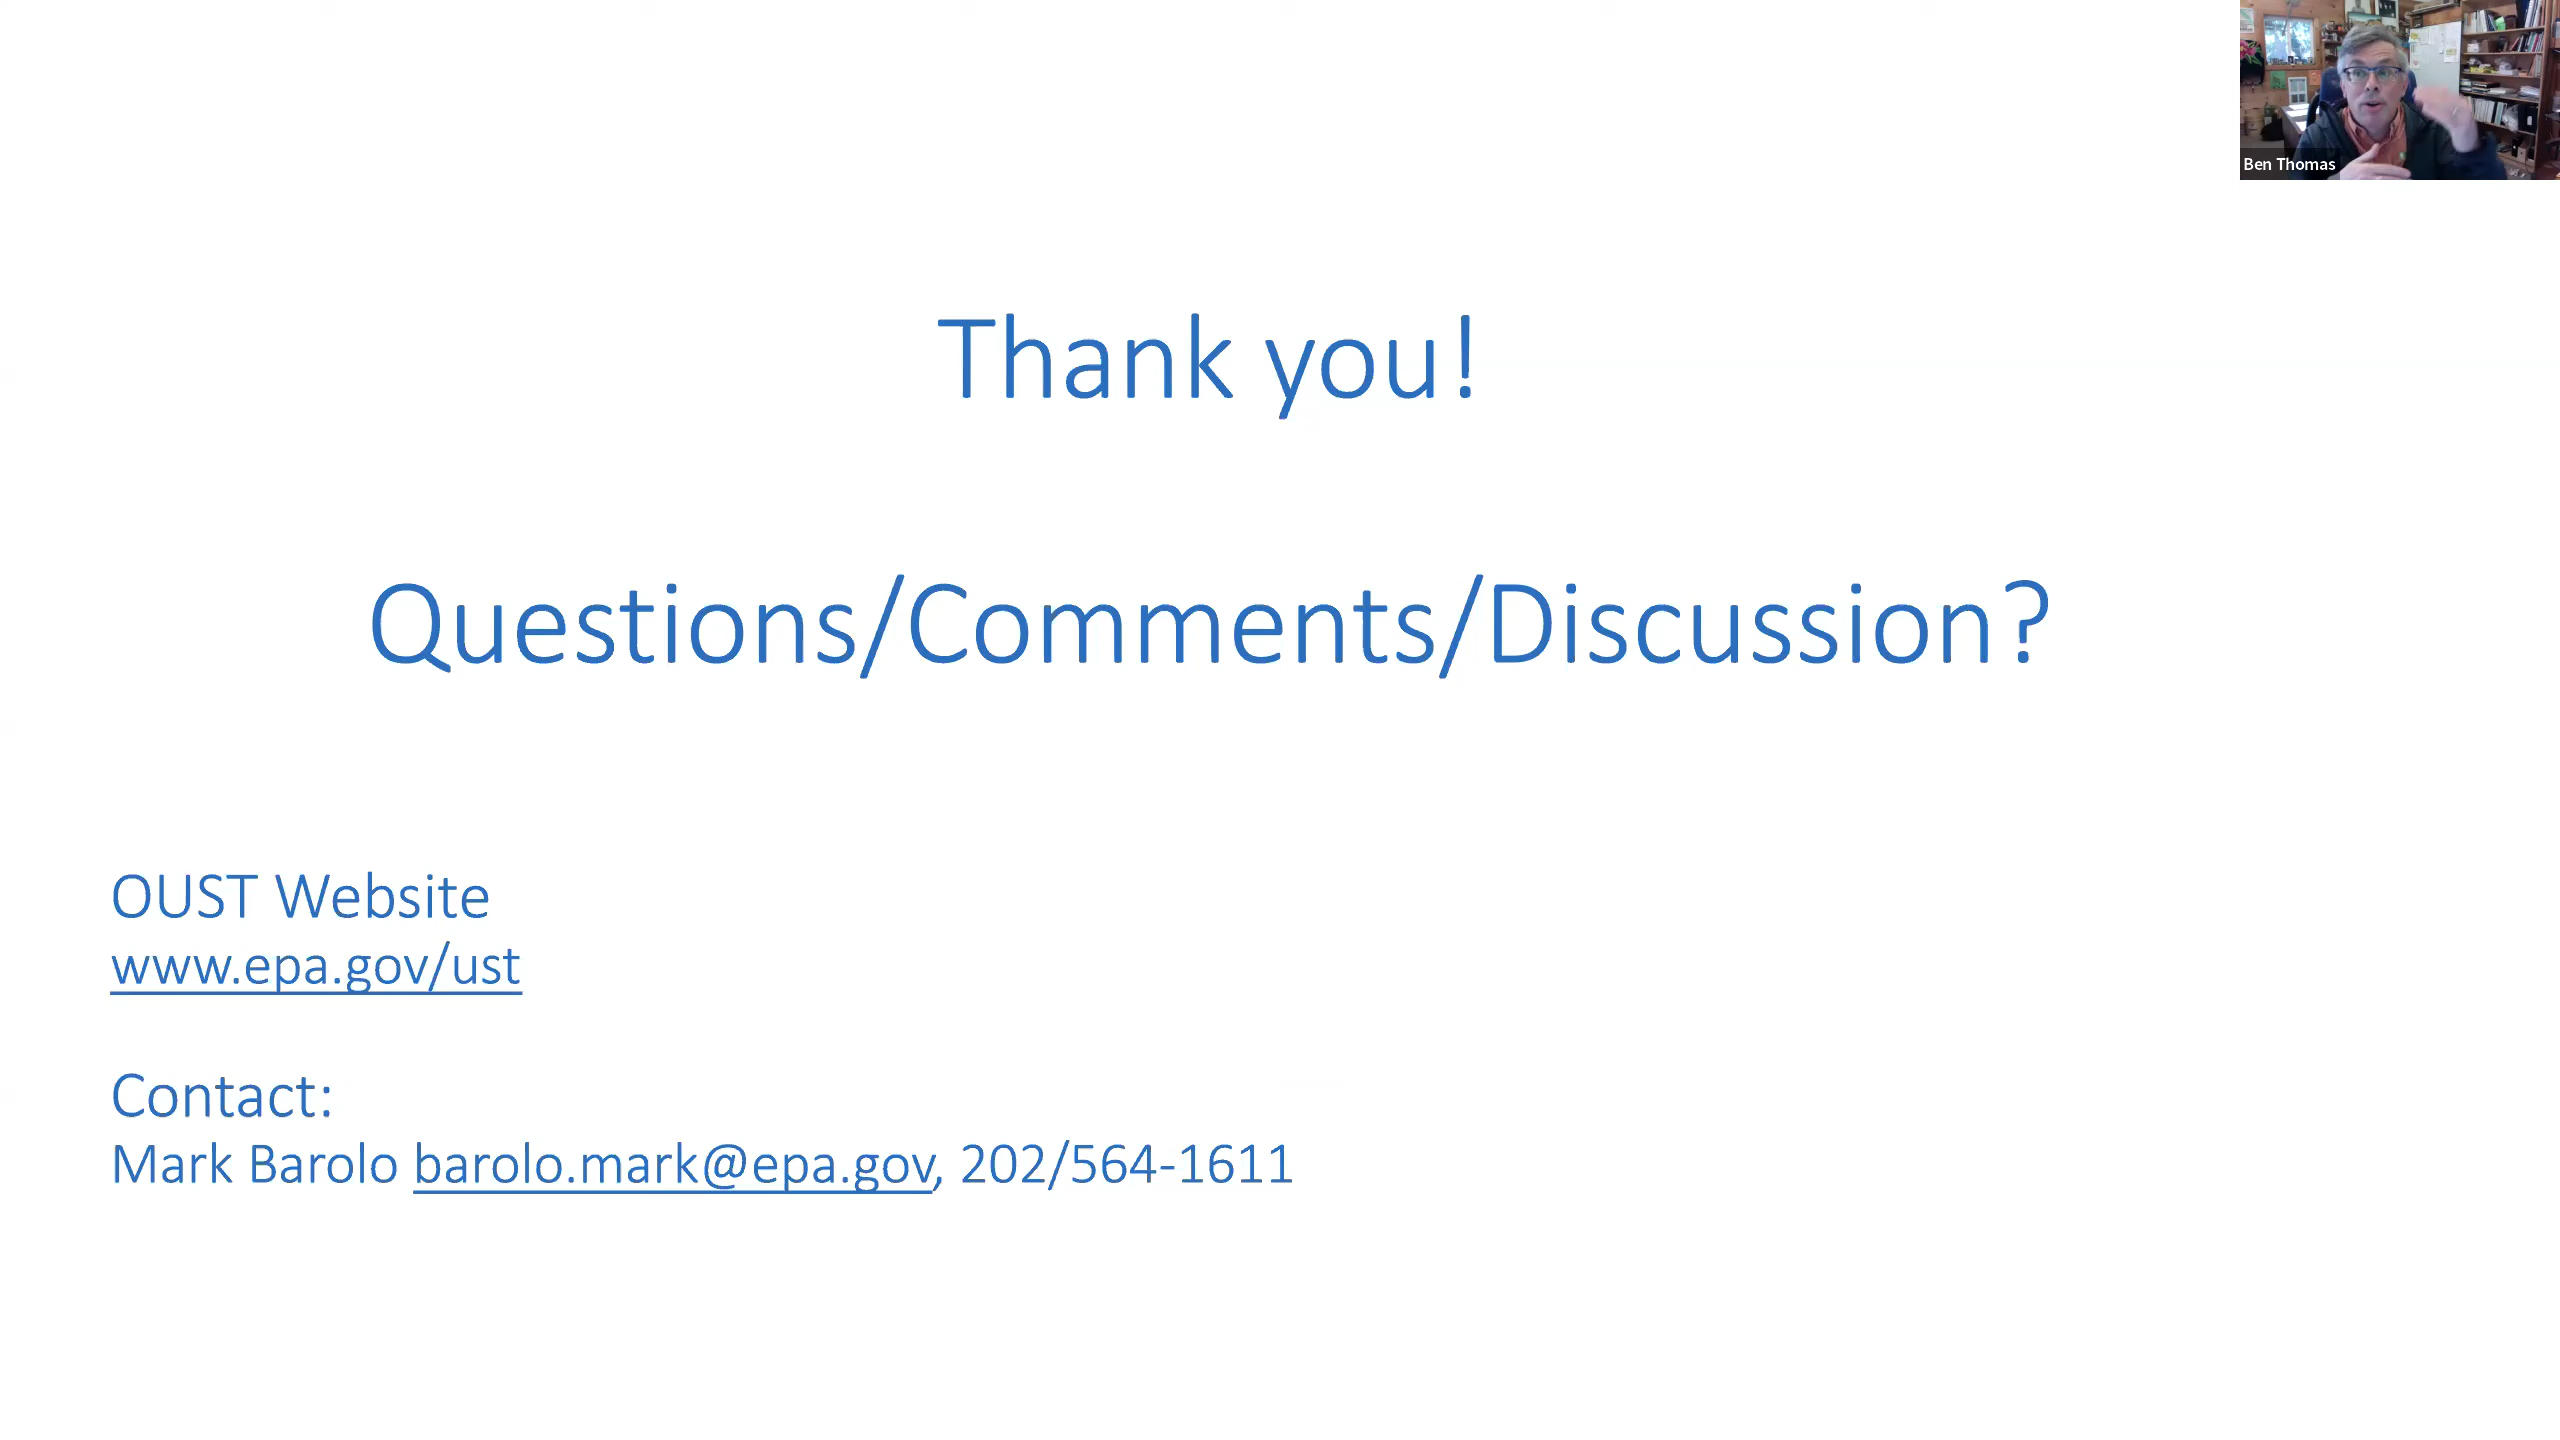 Ben Thomas
Thank you!
Questions/Comments/Discussion?
OUST Website
www.epa.gov/ust
Contact:
Mark Barolo barolo.mark@epa.gov, 202/564-1611